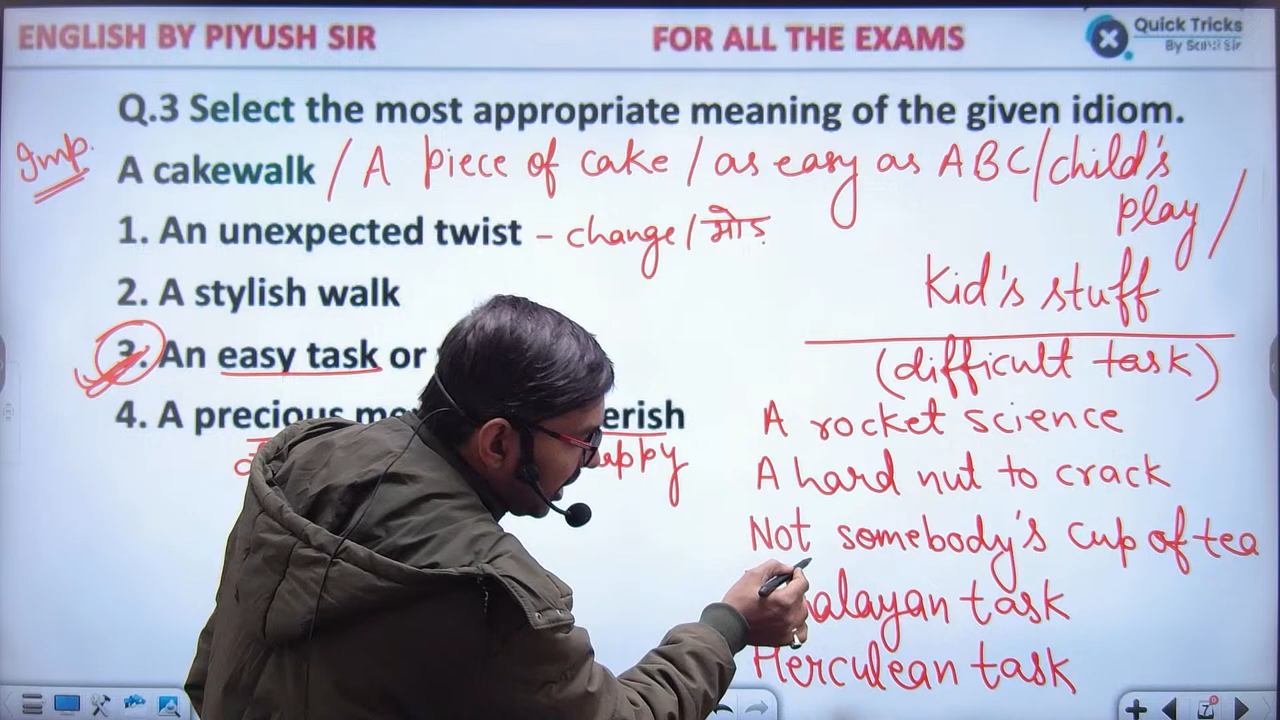 ENGLISH BY PIYUSH SIR
FOR ALL THE EXAMS
Quick Tricks
By Sahil Sir
Q.3 Select the most appropriate meaning of the given idiom.
Imp.
A cakewalk / A piece of cake / as easy as ABC / child's
play /
1. An unexpected twist - change / मोड़
Kid's stuff
2. A stylish walk
3. An easy task or
(difficult task)
4. A precious
A rocket science
A hard nut to crack
Not somebody's cup of tea
task
Herculean task